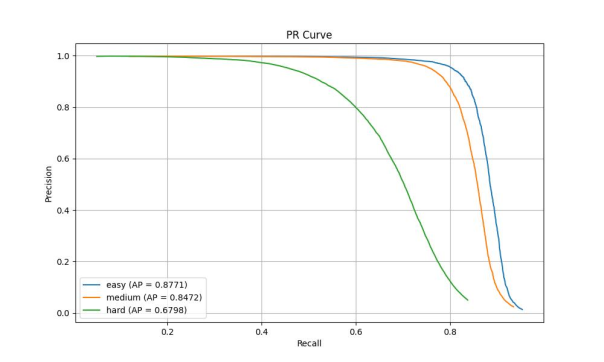 PR Curve
1.0
0.8
0.6
0.4
0.2
0.0
Precision
easy (AP = 0.8771)
medium (AP = 0.8472)
hard (AP = 0.6798)
0.2 0.4 0.6 0.8
Recall